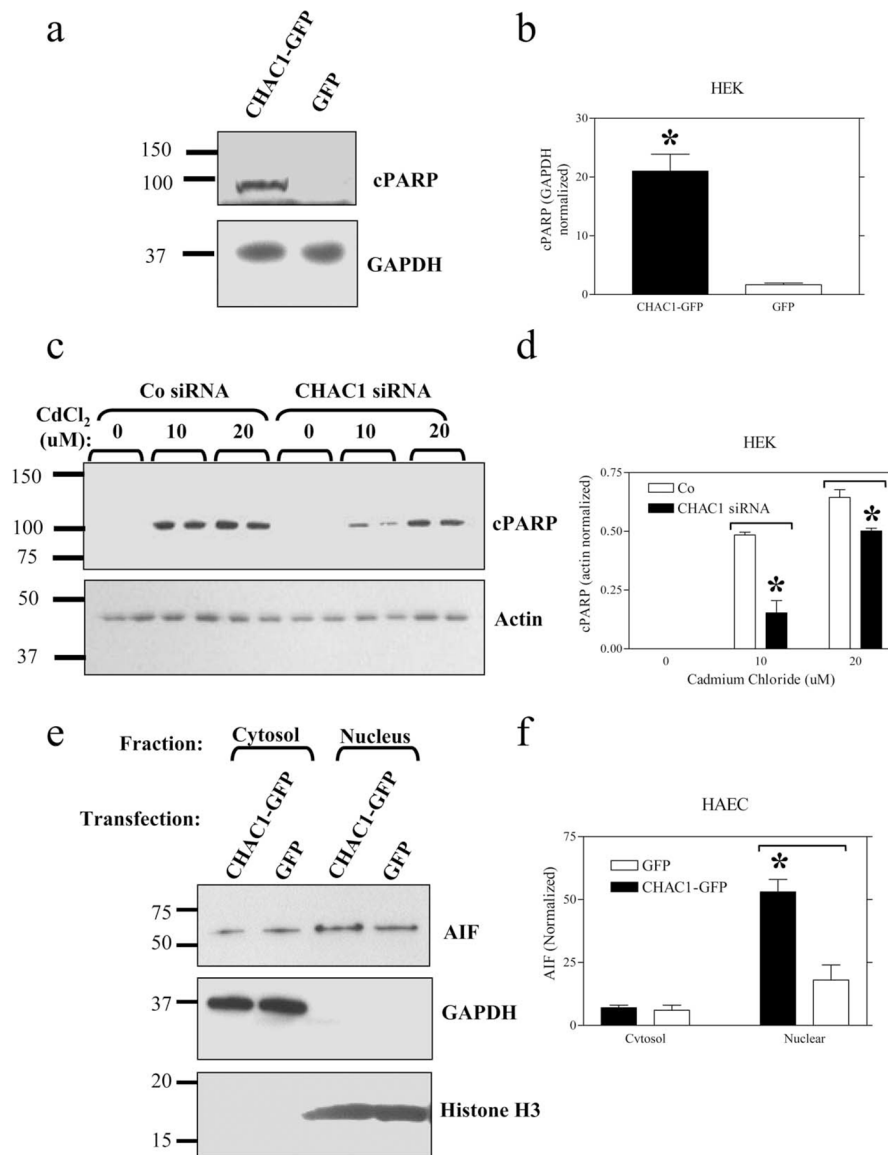 a
CHAC1-GFP
GFP
150
100
cPARP
37
GAPDH
b
HEK
cPARP (GAPDH
normalized)
30
20
10
0
*
CHAC1-GFP
GFP
c
Co siRNA
CHAC1 siRNA
CdCl2
(uM):
0
10
20
0
10
20
150
100
75
cPARP
50
37
Actin
d
HEK
cPARP (actin normalized)
0.75
0.50
0.25
0.00
Co
CHAC1 siRNA
*
*
0
10
20
Cadmium Chloride (uM)
e
Fraction:
Cytosol
Nucleus
Transfection:
CHAC1-GFP
GFP
CHAC1-GFP
GFP
75
50
AIF
37
GAPDH
20
15
Histone H3
f
HAEC
AIF (Normalized)
75
50
25
0
GFP
CHAC1-GFP
*
Cytosol
Nuclear